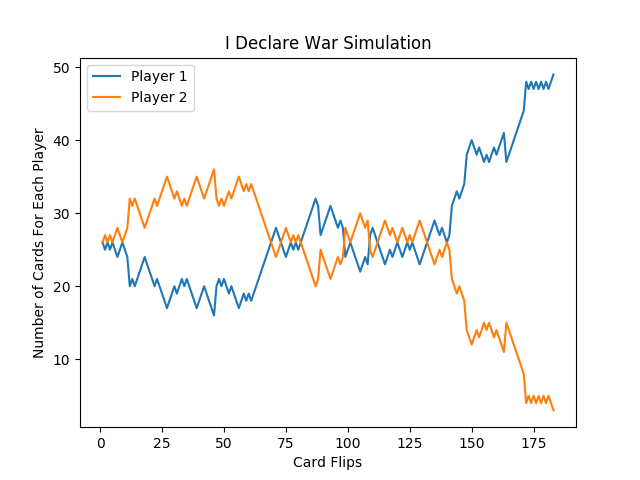 I Declare War Simulation
Player 1
Player 2
Number of Cards For Each Player
50
40
30
20
10
0 25 50 75 100 125 150 175
Card Flips